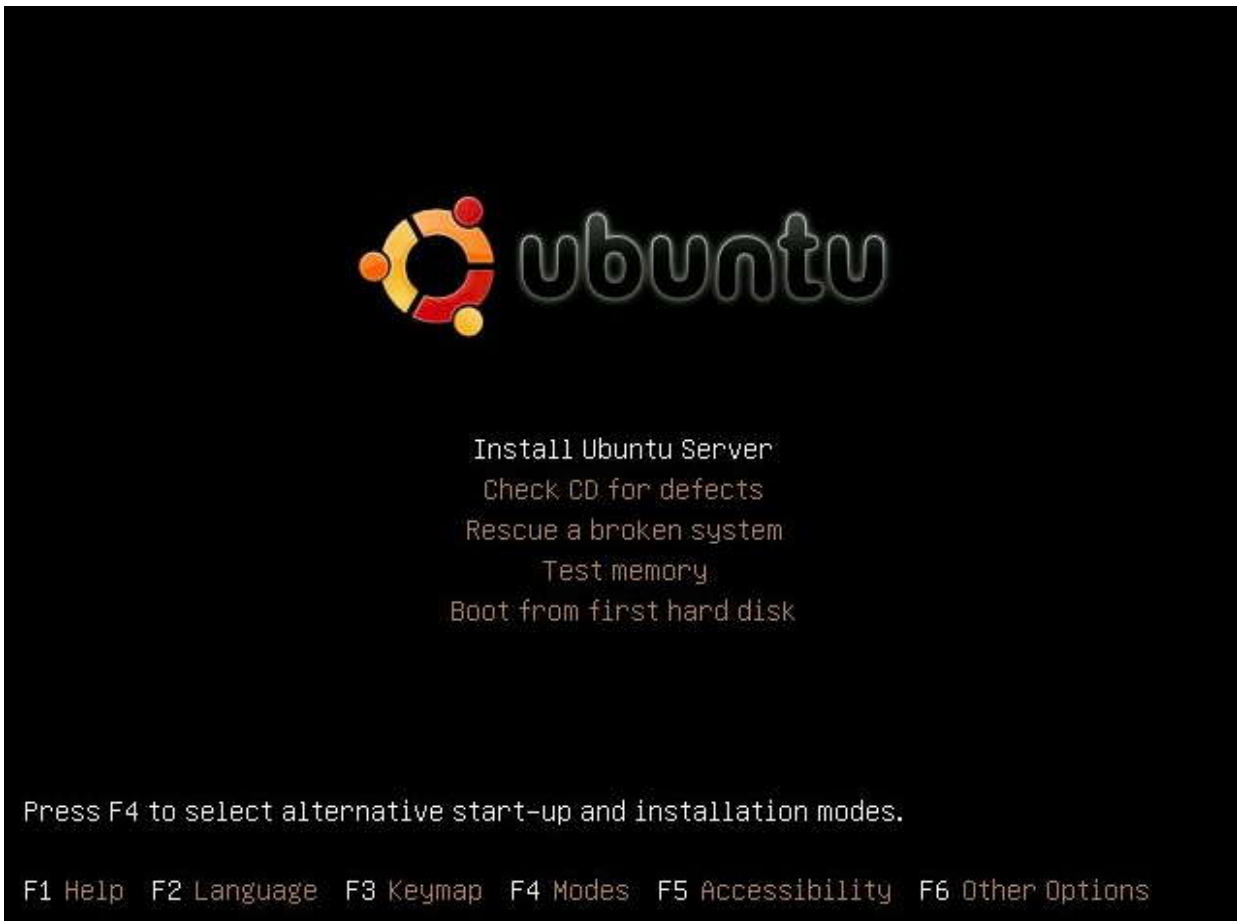 ubuntu
Install Ubuntu Server
Check CD for defects
Rescue a broken system
Test memory
Boot from first hard disk
Press F4 to select alternative start-up and installation modes.
F1 Help F2 Language F3 Keymap F4 Modes F5 Accessibility F6 Other Options